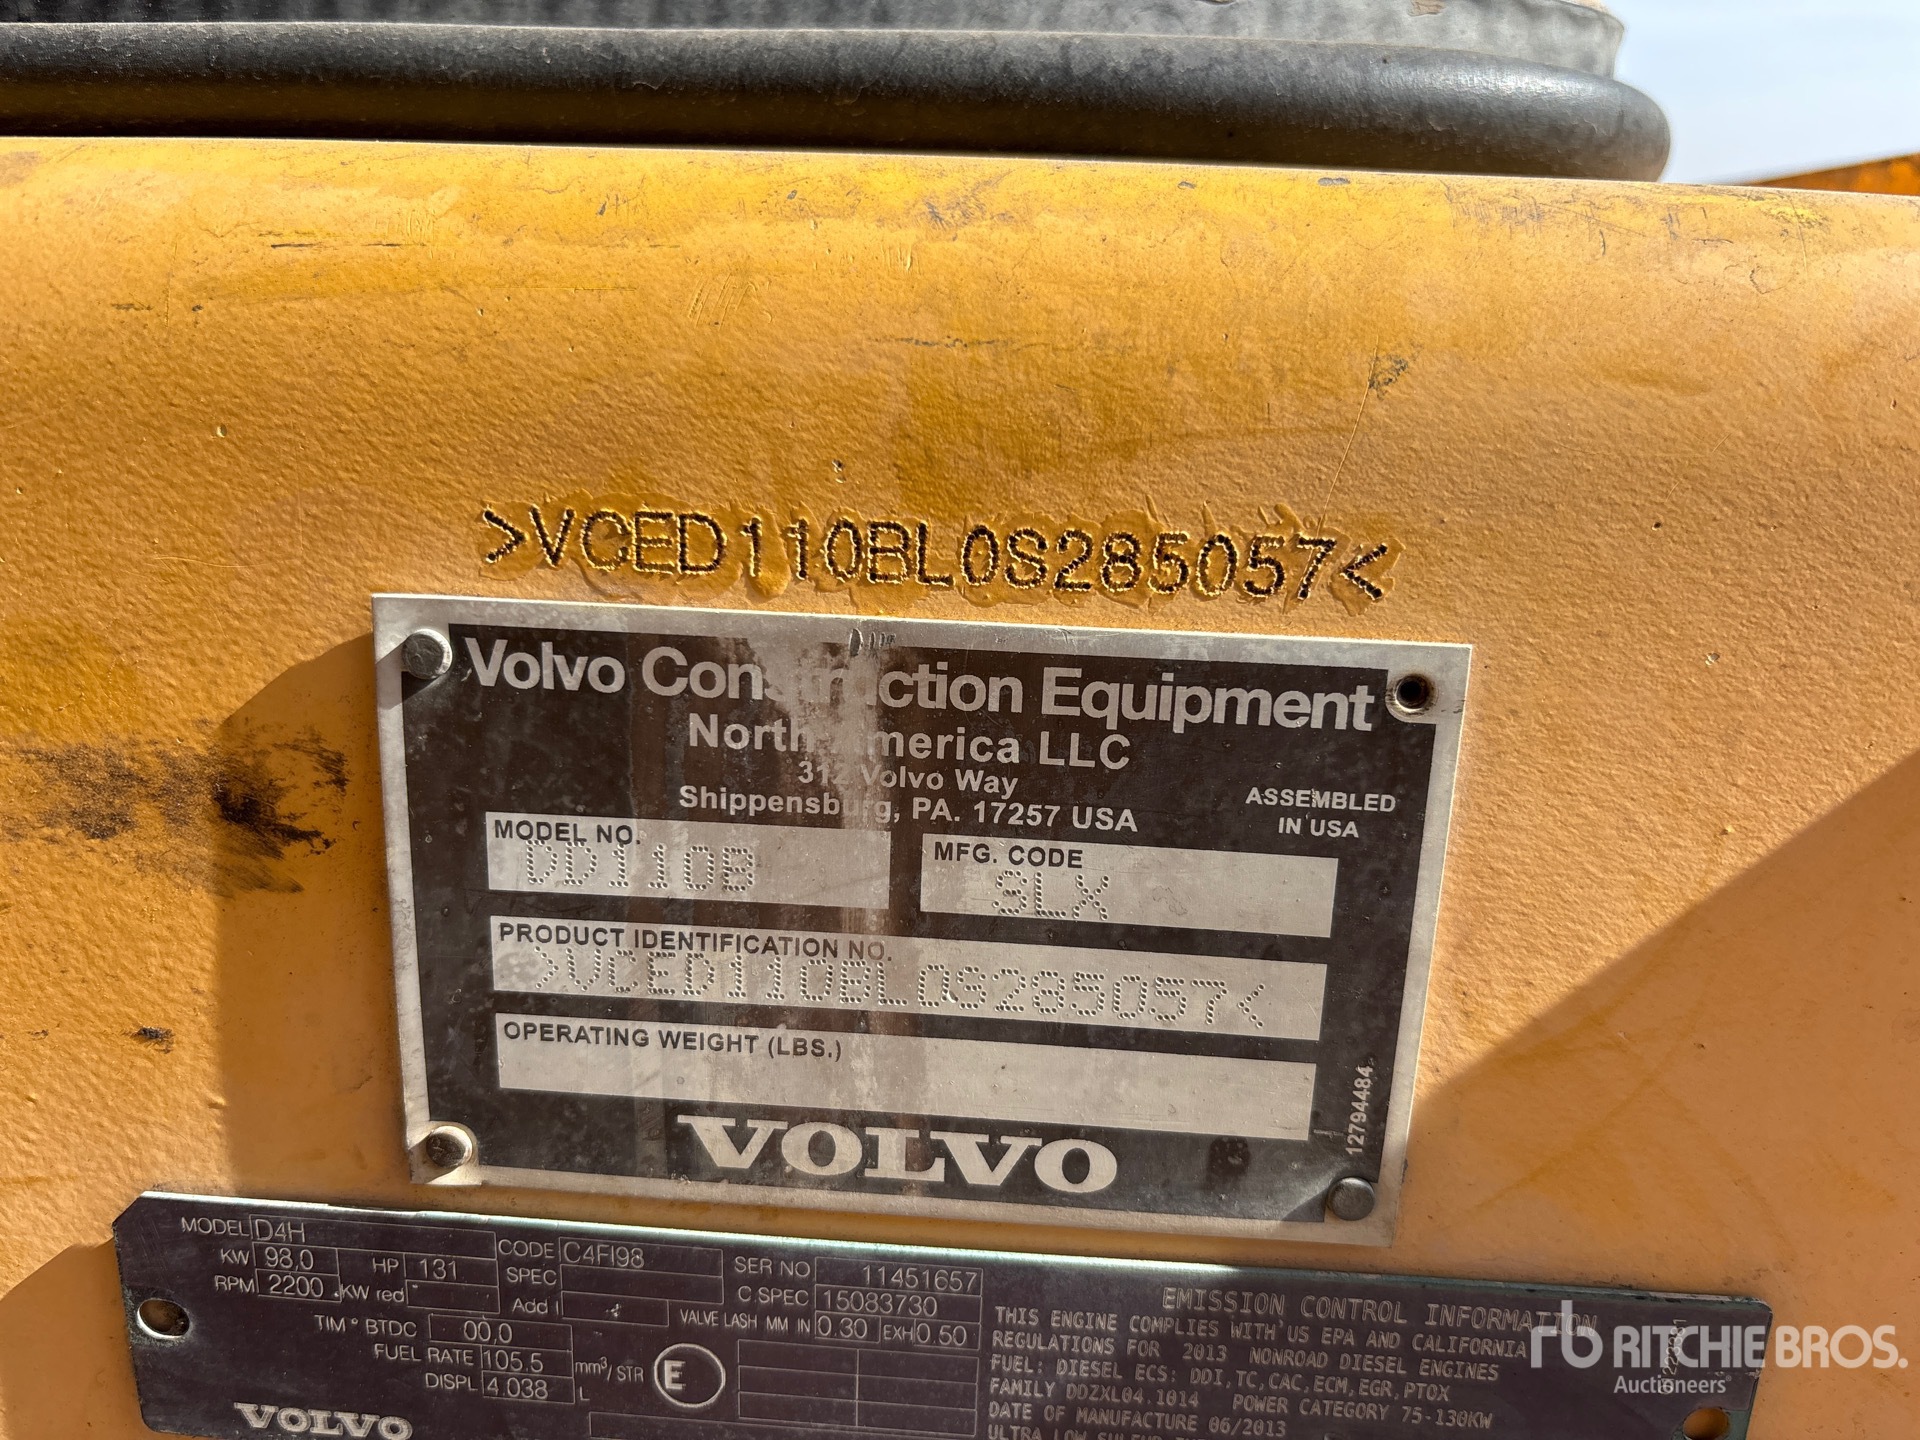 >VCED110BL0S285057<
Volvo Construction Equipment
North America LLC
312 Volvo Way
Shippensburg, PA. 17257 USA
ASSEMBLED
IN USA
MODEL NO.
DD110B
MFG. CODE
SLX
PRODUCT IDENTIFICATION NO.
>VCED110BL0S285057<
OPERATING WEIGHT (LBS.)
12794484
VOLVO
MODEL D4H
KW 98,0 HP 131
RPM 2200 KW red
CODE C4FI98
SPEC
Add I
SER NO 11451657
C SPEC 15083730
VALVE LASH MM IN 0.30 EXH 0.50
TIM ° BTDC 00,0
FUEL RATE 105.5 mm³/STR
DISPL 4.038 L
E
VOLVO
EMISSION CONTROL INFORMATION
THIS ENGINE COMPLIES WITH US EPA AND CALIFORNIA
REGULATIONS FOR 2013 NONROAD DIESEL ENGINES
FUEL: DIESEL ECS: DDI,TC,CAC,ECM,EGR,PTOX
FAMILY DDZXL04.1014 POWER CATEGORY 75-130KW
DATE OF MANUFACTURE 06/2013
ULTRA LOW SULFUR
rb RITCHIE BROS.
Auctioneers